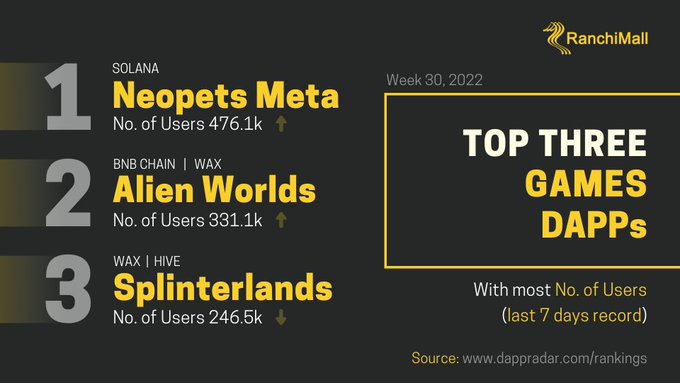 RanchiMall
Week 30, 2022
TOP THREE
GAMES
DAPPs
With most No. of Users
(last 7 days record)
1
SOLANA
Neopets Meta
No. of Users 476.1k
2
BNB CHAIN | WAX
Alien Worlds
No. of Users 331.1k
3
WAX | HIVE
Splinterlands
No. of Users 246.5k
Source: www.dappradar.com/rankings